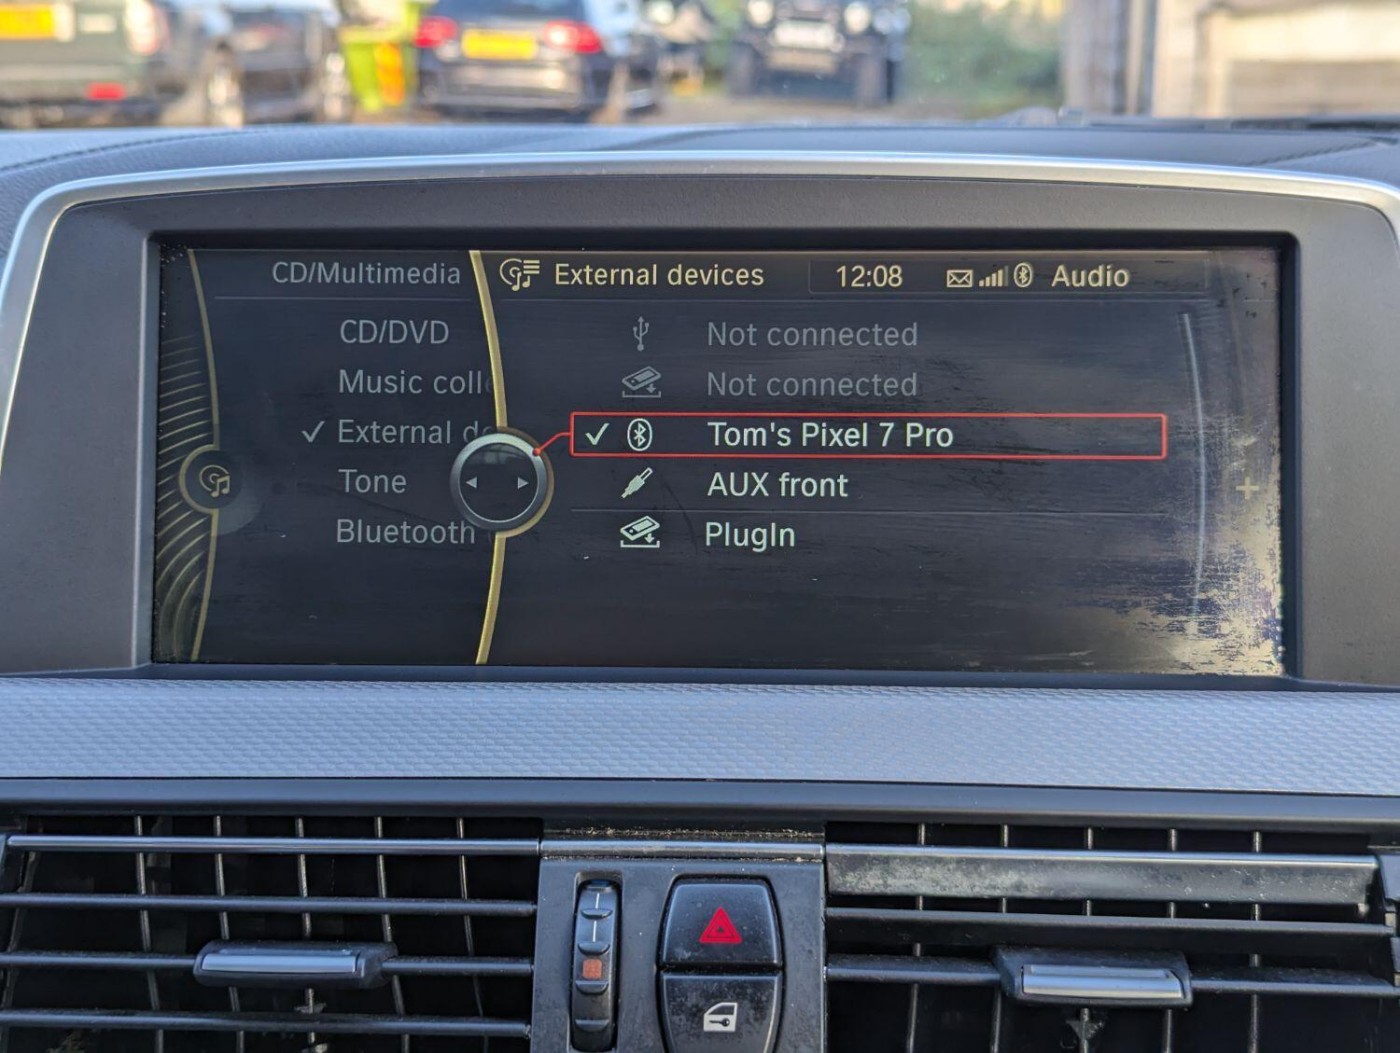 CD/Multimedia
External devices
12:08
Audio
CD/DVD
Music coll
External de
Tone
Bluetooth
Not connected
Not connected
Tom's Pixel 7 Pro
AUX front
PlugIn